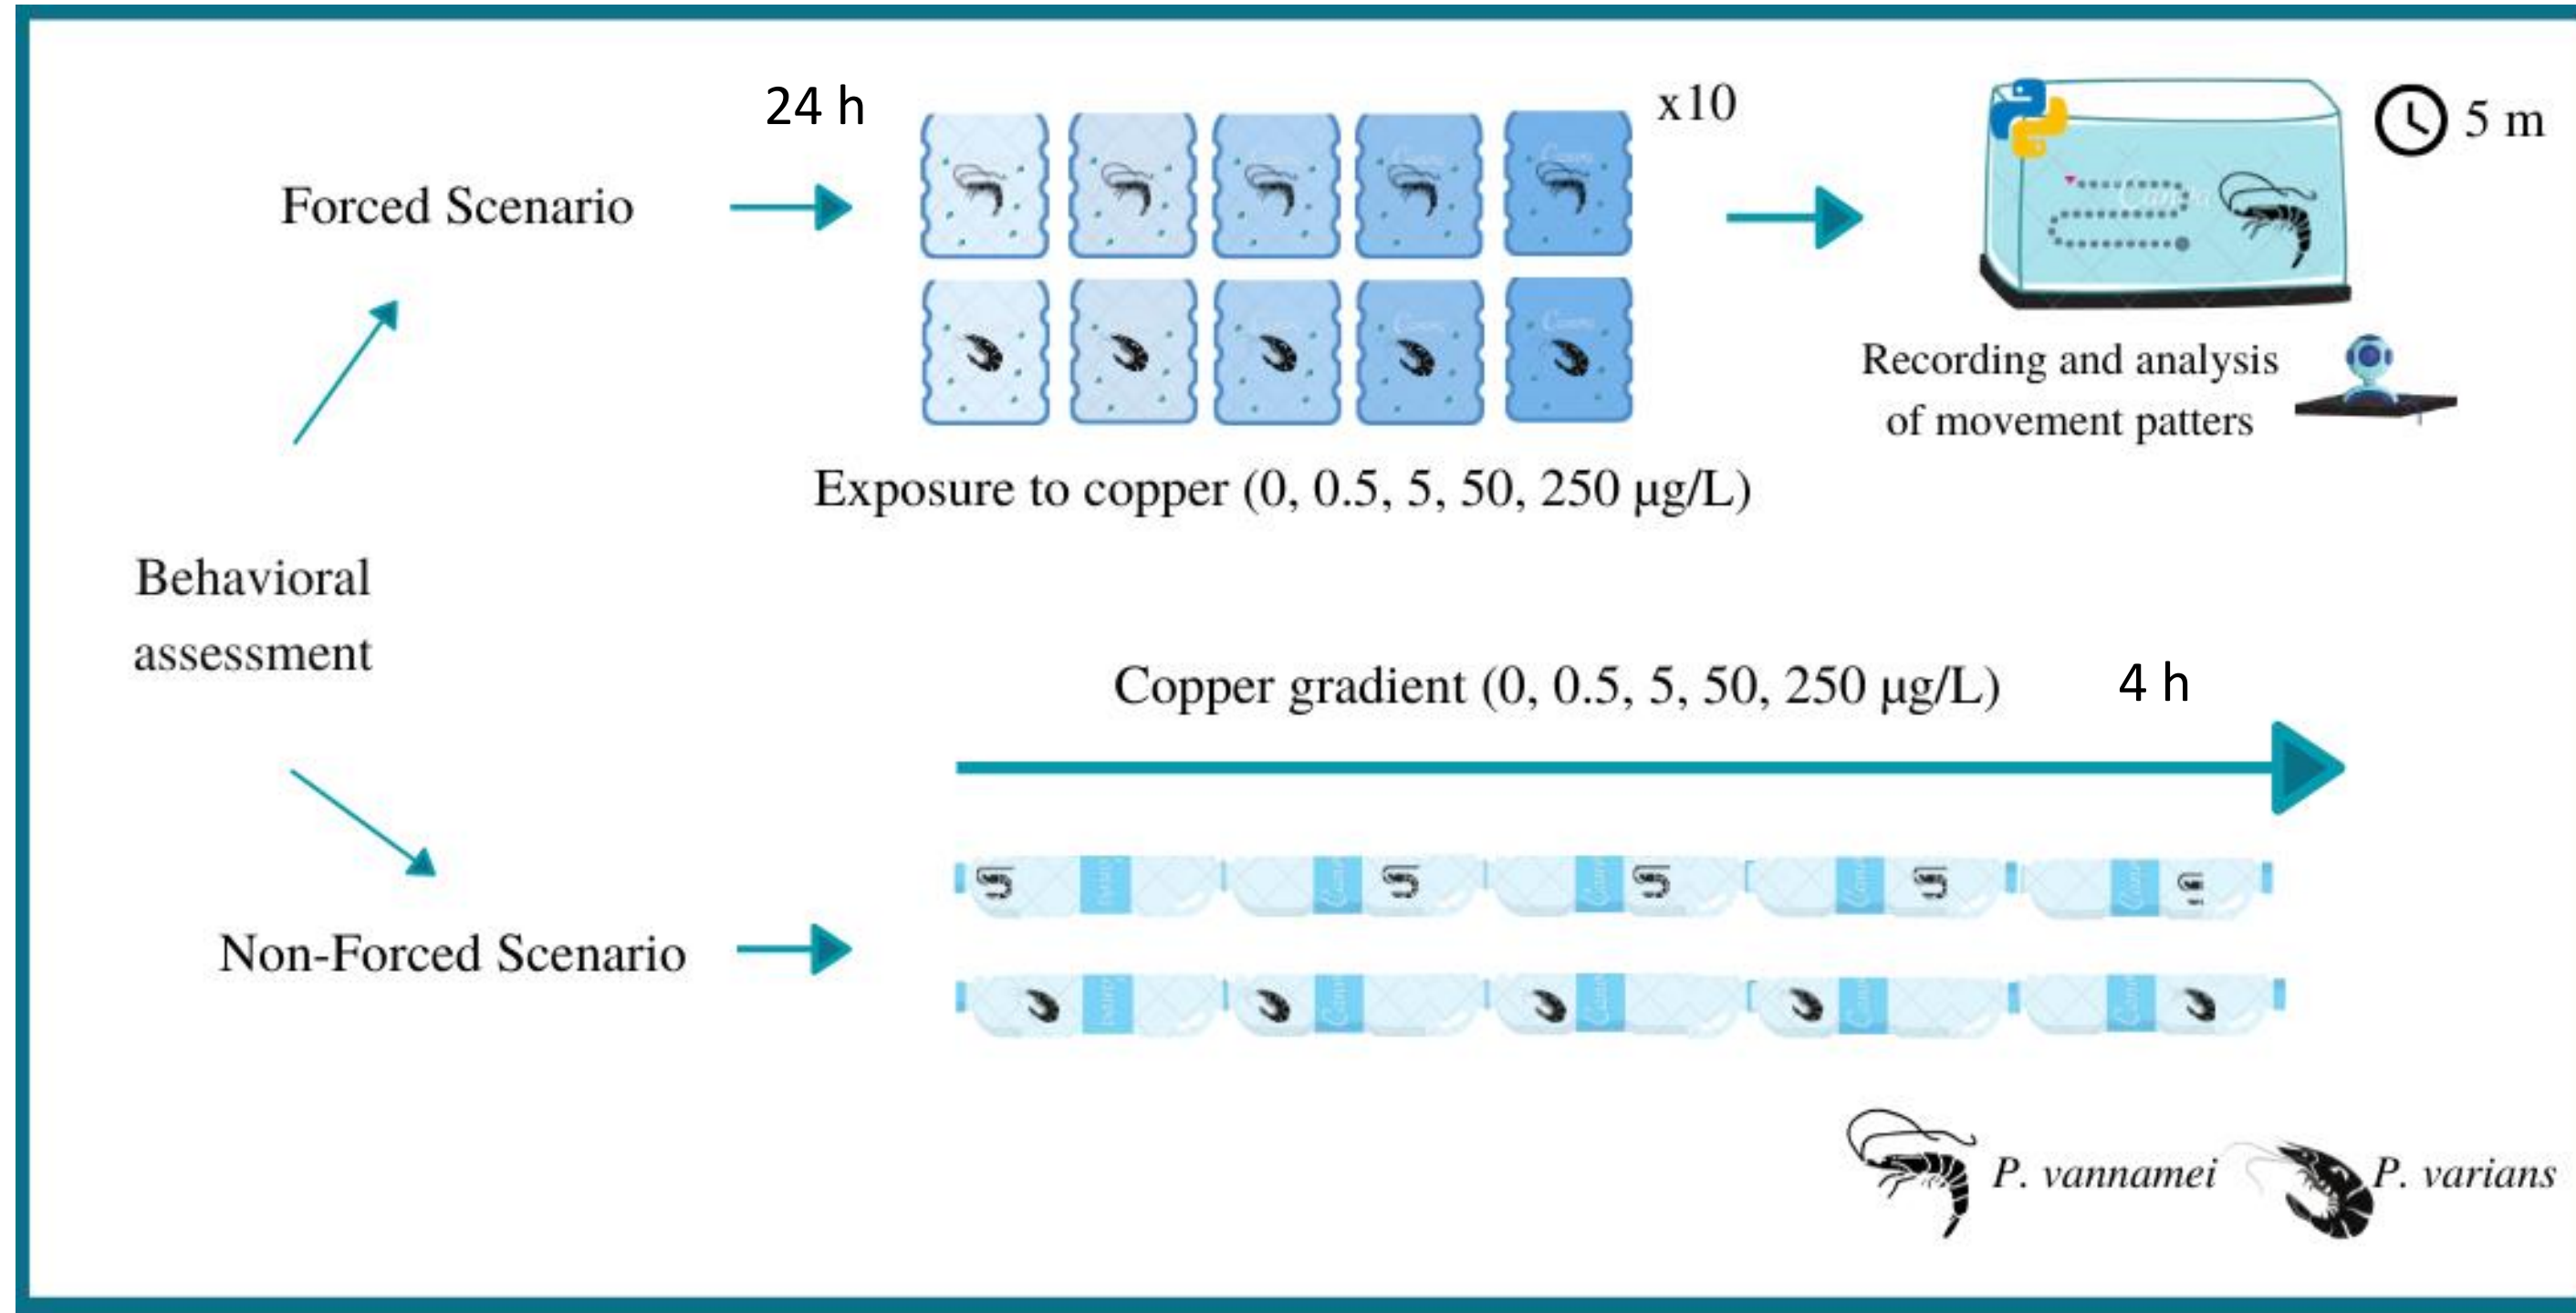 24 h
x10
5 m
Forced Scenario
Recording and analysis
of movement patters
Exposure to copper (0, 0.5, 5, 50, 250 µg/L)
Behavioral
assessment
Copper gradient (0, 0.5, 5, 50, 250 µg/L)
4 h
Non-Forced Scenario
P. vannamei
P. varians